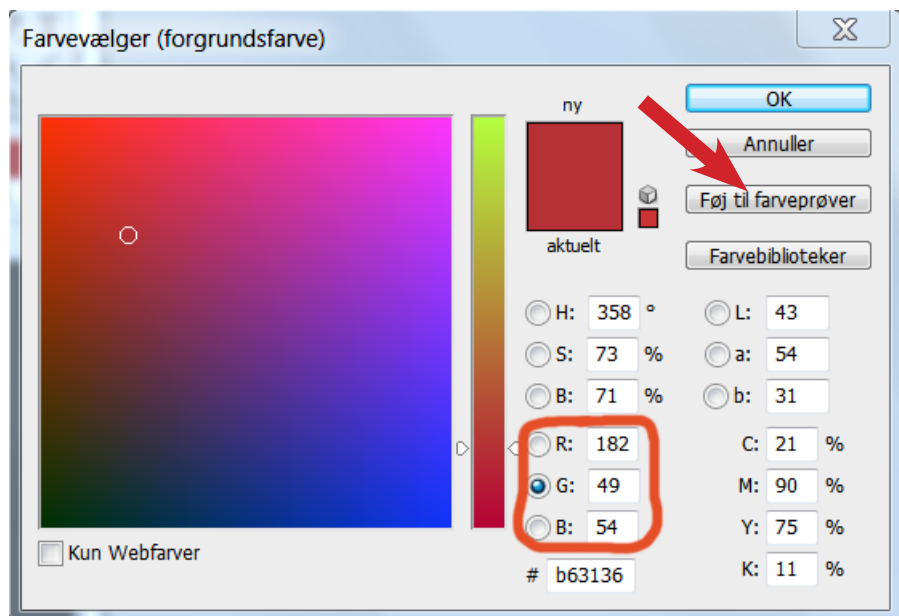 Farvevælger (forgrundsfarve)
ny
aktuelt
OK
Annuller
Føj til farveprøver
Farvebiblioteker
H: 358 °
S: 73 %
B: 71 %
R: 182
G: 49
B: 54
# b63136
L: 43
a: 54
b: 31
C: 21 %
M: 90 %
Y: 75 %
K: 11 %
Kun Webfarver